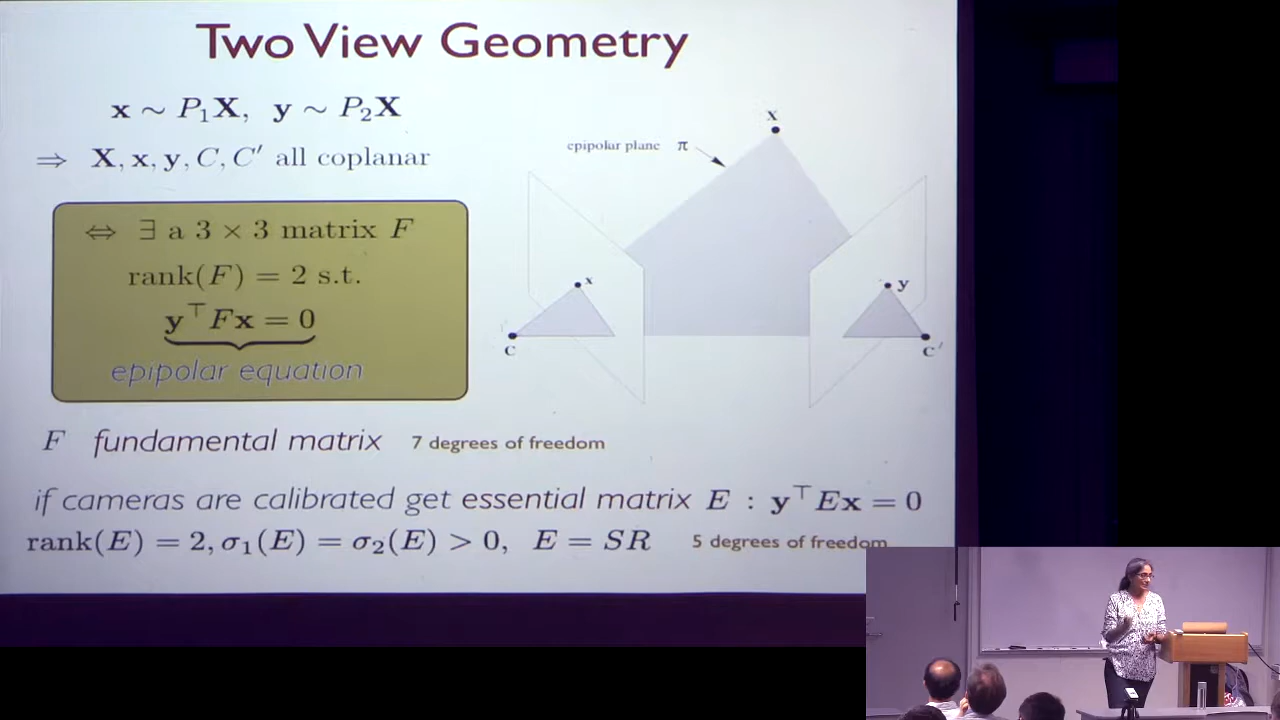 Two View Geometry
x ∼ P₁X, y ∼ P₂X
⇒ X, x, y, C, C′ all coplanar
⇔ ∃ a 3 × 3 matrix F
rank(F) = 2 s.t.
y⊤Fx = 0
epipolar equation
X
epipolar plane π
x
C
y
C′
F fundamental matrix 7 degrees of freedom
if cameras are calibrated get essential matrix E : y⊤Ex = 0
rank(E) = 2, σ₁(E) = σ₂(E) > 0, E = SR 5 degrees of freedom